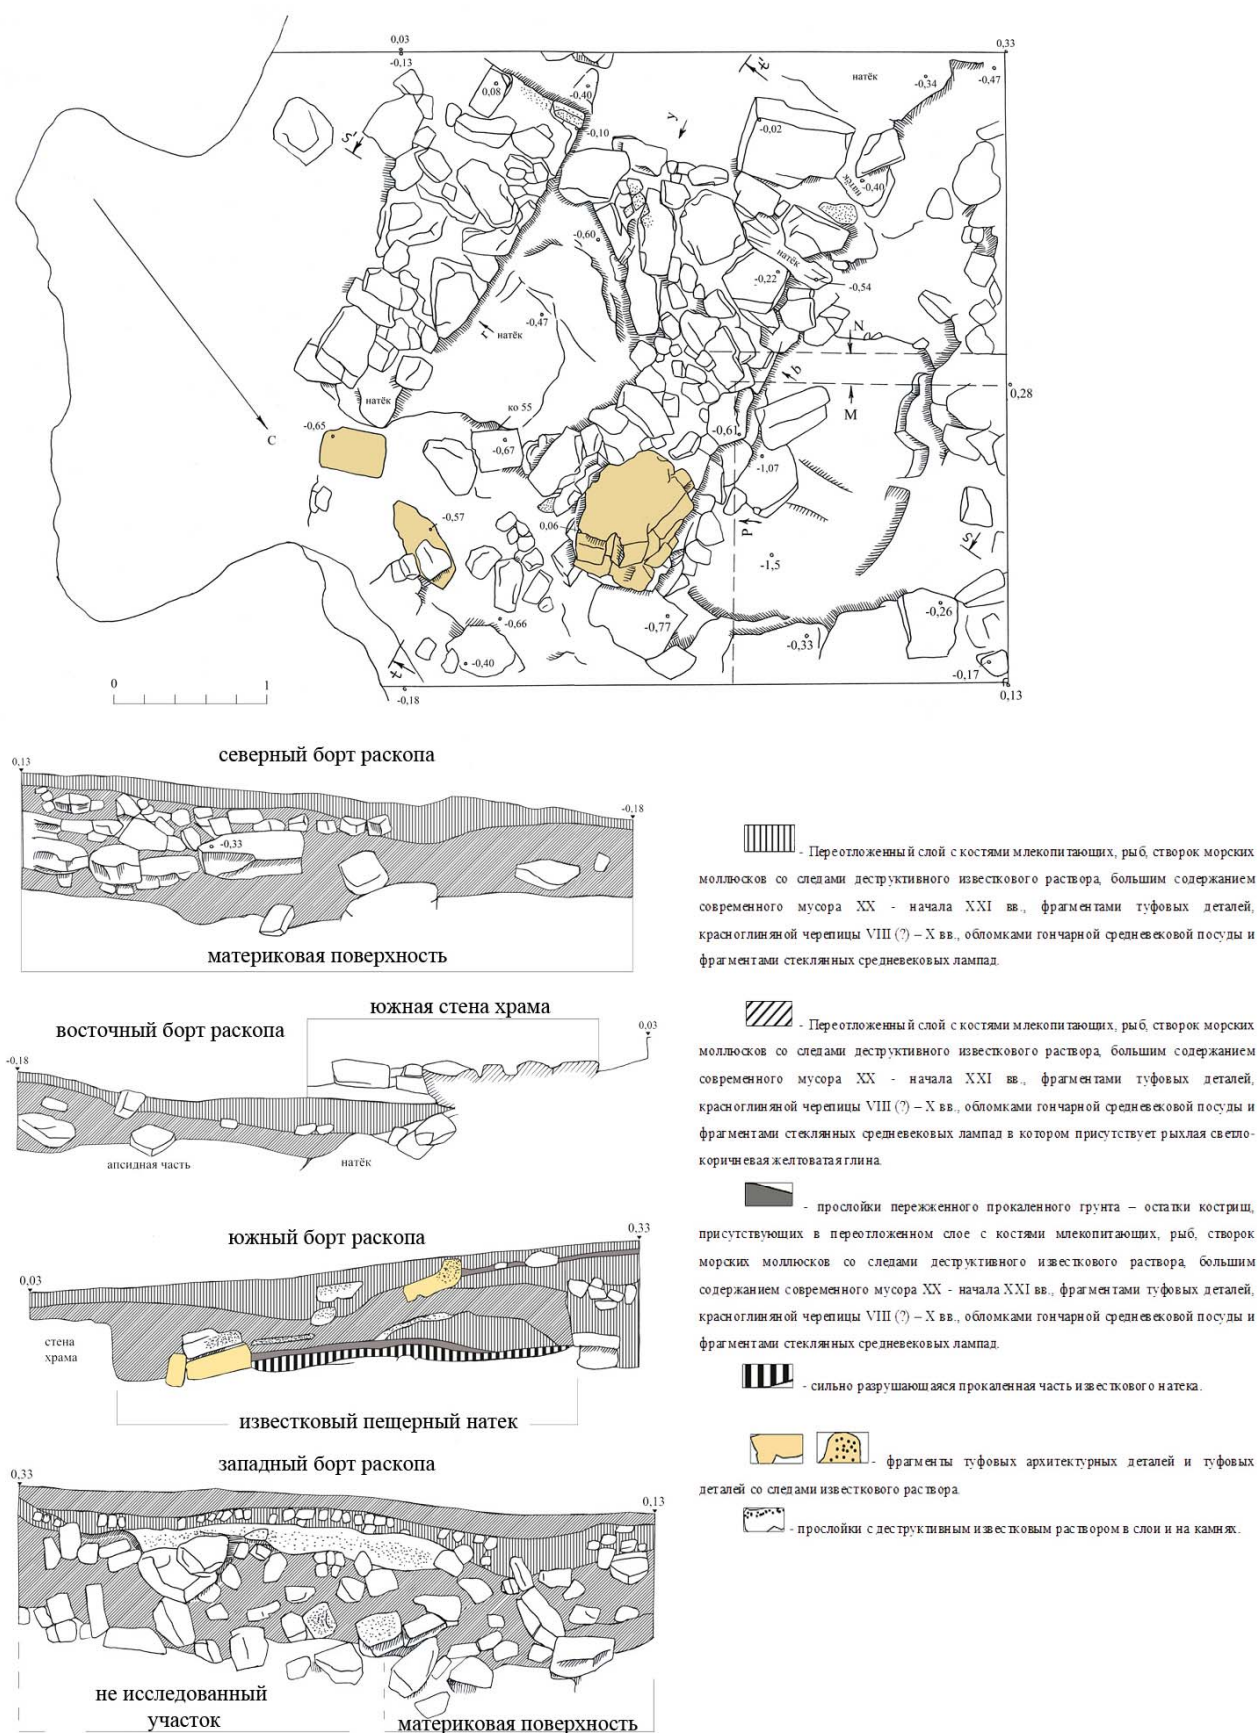 0,03
-0,13
0,33
-0,47
-0,34
натёк
t'
0,08
-0,40
-0,10
y
-0,02
s'
-0,40
натёк
-0,60
натёк
-0,22
-0,54
-0,47
натёк
r
N
b
M
0,28
натёк
ко 55
-0,65
С
-0,67
-0,61
-1,07
-0,57
0,06
P
s
-1,5
-0,66
-0,77
-0,26
-0,33
-0,40
-0,17
t
0
1
-0,18
0,13
северный борт раскопа
0,13
-0,18
-0,33
материковая поверхность
южная стена храма
восточный борт раскопа
0,03
-0,18
апсидная часть
натёк
южный борт раскопа
0,33
0,03
стена
храма
известковый пещерный натек
западный борт раскопа
0,33
0,13
не исследованный
участок
материковая поверхность
- Переотложенный слой с костями млекопитающих, рыб, створок морских
моллюсков со следами деструктивного известкового раствора, большим содержанием
современного мусора XX - начала XXI вв., фрагментами туфовых деталей,
красноглиняной черепицы VIII (?) – X вв., обломками гончарной средневековой посуды и
фрагментами стеклянных средневековых лампад.
- Переотложенный слой с костями млекопитающих, рыб, створок морских
моллюсков со следами деструктивного известкового раствора, большим содержанием
современного мусора XX - начала XXI вв., фрагментами туфовых деталей,
красноглиняной черепицы VIII (?) – X вв., обломками гончарной средневековой посуды и
фрагментами стеклянных средневековых лампад в котором присутствует рыхлая светло-
коричневая желтоватая глина.
- прослойки пережженного прокаленного грунта – остатки кострищ,
присутствующих в переотложенном слое с костями млекопитающих, рыб, створок
морских моллюсков со следами деструктивного известкового раствора, большим
содержанием современного мусора XX - начала XXI вв., фрагментами туфовых деталей,
красноглиняной черепицы VIII (?) – X вв., обломками гончарной средневековой посуды и
фрагментами стеклянных средневековых лампад.
- сильно разрушающаяся прокаленная часть известкового натека.
- фрагменты туфовых архитектурных деталей и туфовых
деталей со следами известкового раствора.
- прослойки с деструктивным известковым раствором в слои и на камнях.